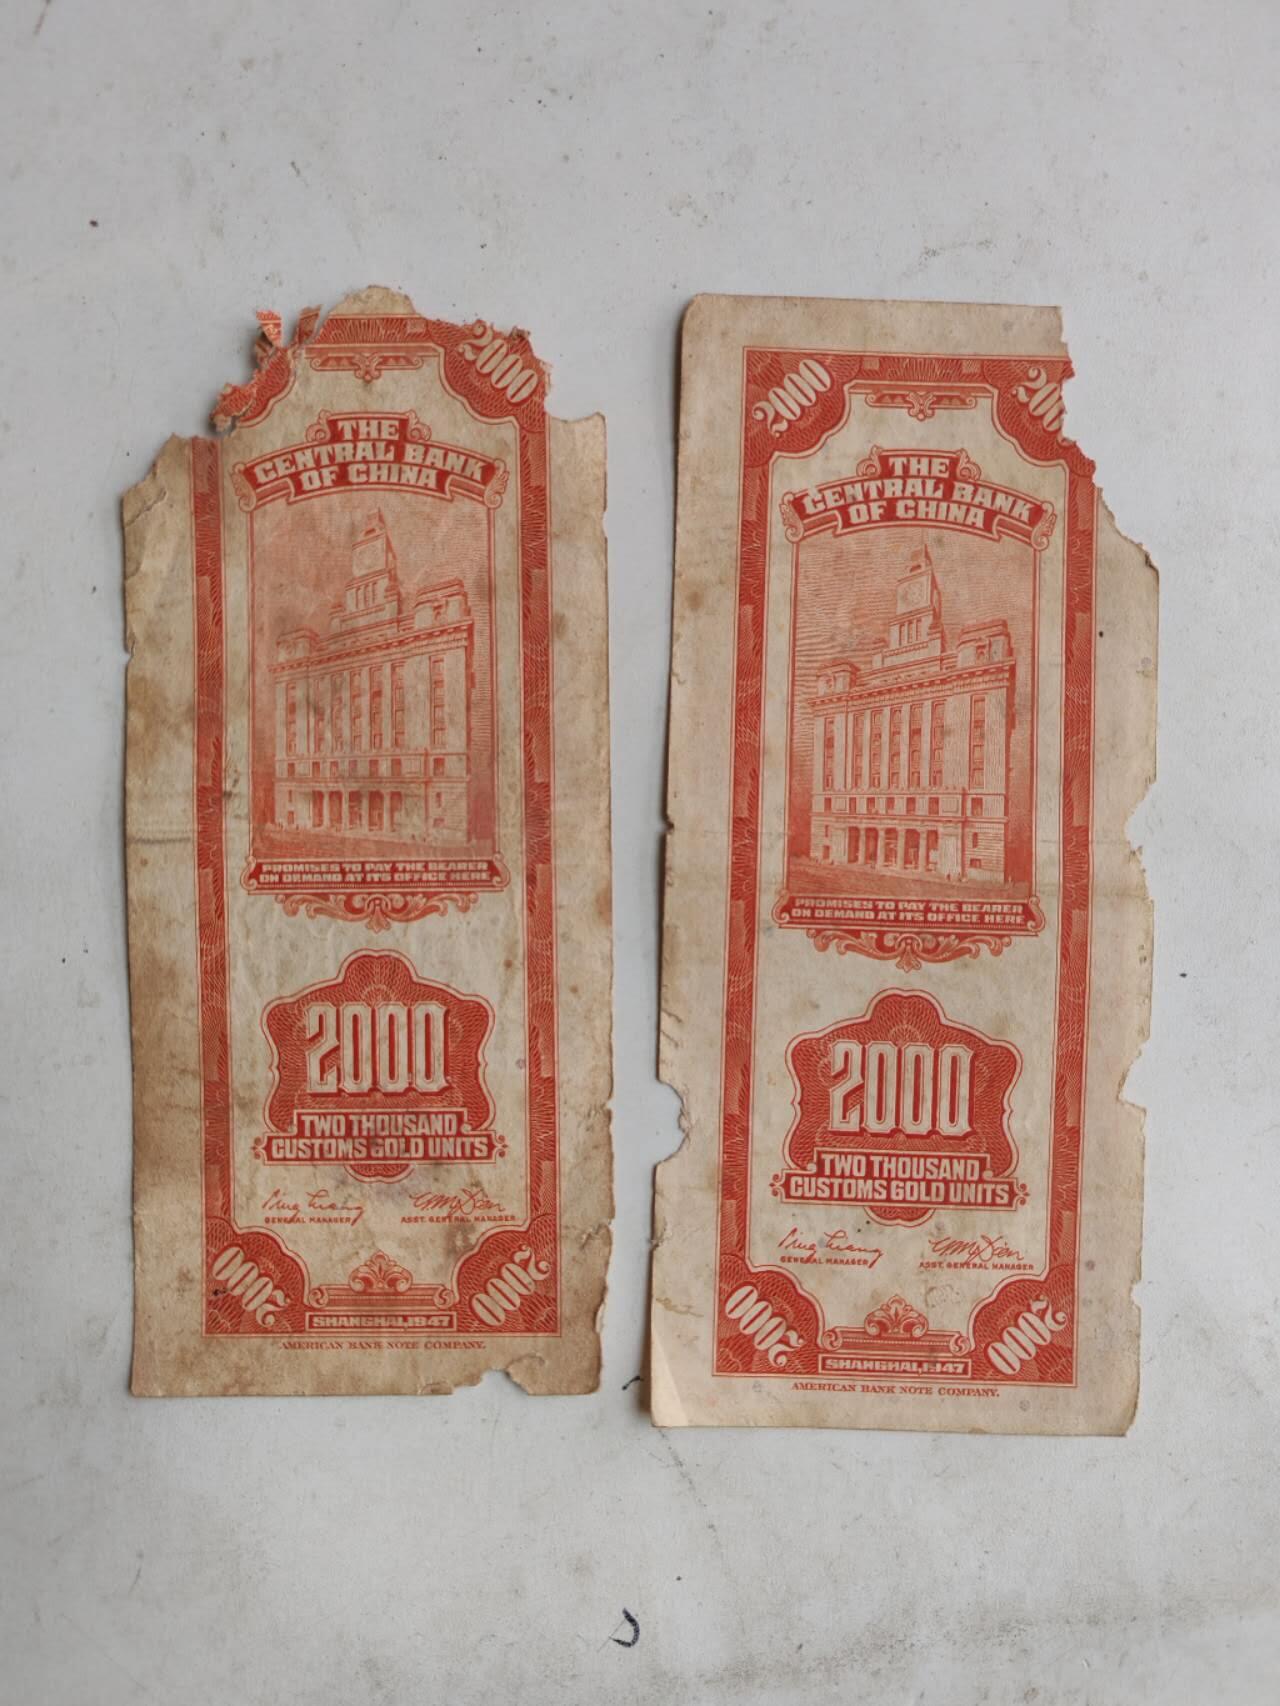 2000
THE
CENTRAL BANK
OF CHINA
PROMISES TO PAY THE BEARER
ON DEMAND AT ITS OFFICE HERE
2000
TWO THOUSAND
CUSTOMS GOLD UNITS
GENERAL MANAGER
ASST. GENERAL MANAGER
2000
2000
SHANGHAI,1947
AMERICAN BANK NOTE COMPANY.
2000
200
THE
CENTRAL BANK
OF CHINA
PROMISES TO PAY THE BEARER
ON DEMAND AT ITS OFFICE HERE
2000
TWO THOUSAND
CUSTOMS GOLD UNITS
GENERAL MANAGER
ASST. GENERAL MANAGER
2000
2000
SHANGHAI,1947
AMERICAN BANK NOTE COMPANY.